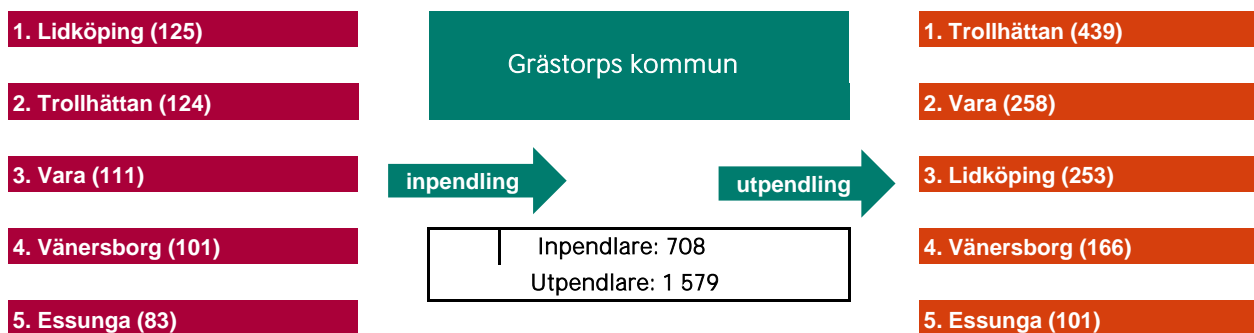 1. Lidköping (125)
2. Trollhättan (124)
3. Vara (111)
4. Vänersborg (101)
5. Essunga (83)
Grästorps kommun
inpendling
utpendling
Inpendlare: 708
Utpendlare: 1 579
1. Trollhättan (439)
2. Vara (258)
3. Lidköping (253)
4. Vänersborg (166)
5. Essunga (101)